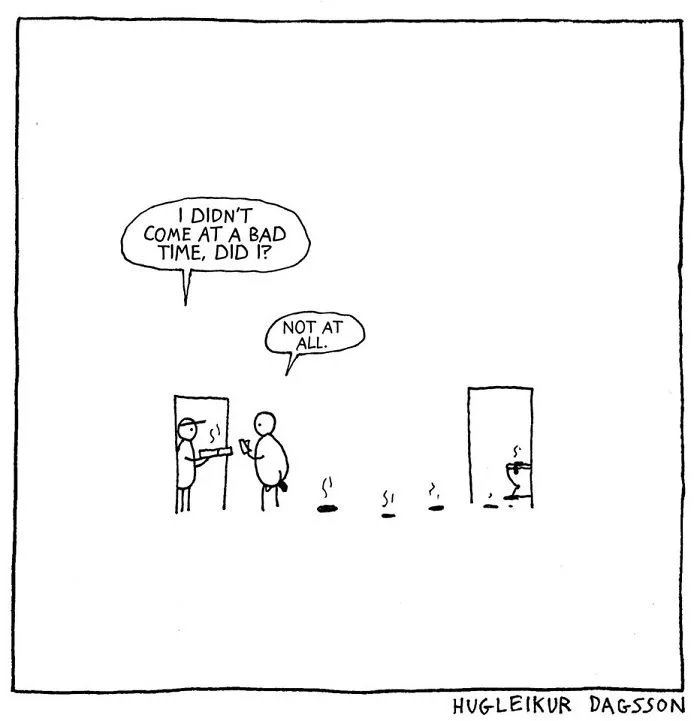 I DIDN'T
COME AT A BAD
TIME, DID I?
NOT AT
ALL.
HUGLEIKUR DAGSSON